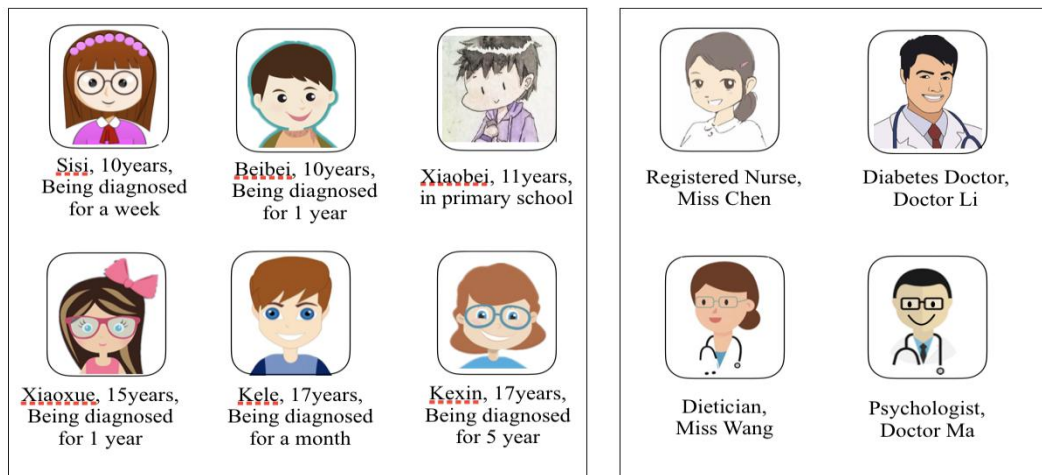 Sisi, 10years,
Being diagnosed
for a week
Beibei, 10years,
Being diagnosed
for 1 year
Xiaobei, 11years,
in primary school
Xiaoxue, 15years,
Being diagnosed
for 1 year
Kele, 17years,
Being diagnosed
for a month
Kexin, 17years,
Being diagnosed
for 5 year
Registered Nurse,
Miss Chen
Diabetes Doctor,
Doctor Li
Dietician,
Miss Wang
Psychologist,
Doctor Ma